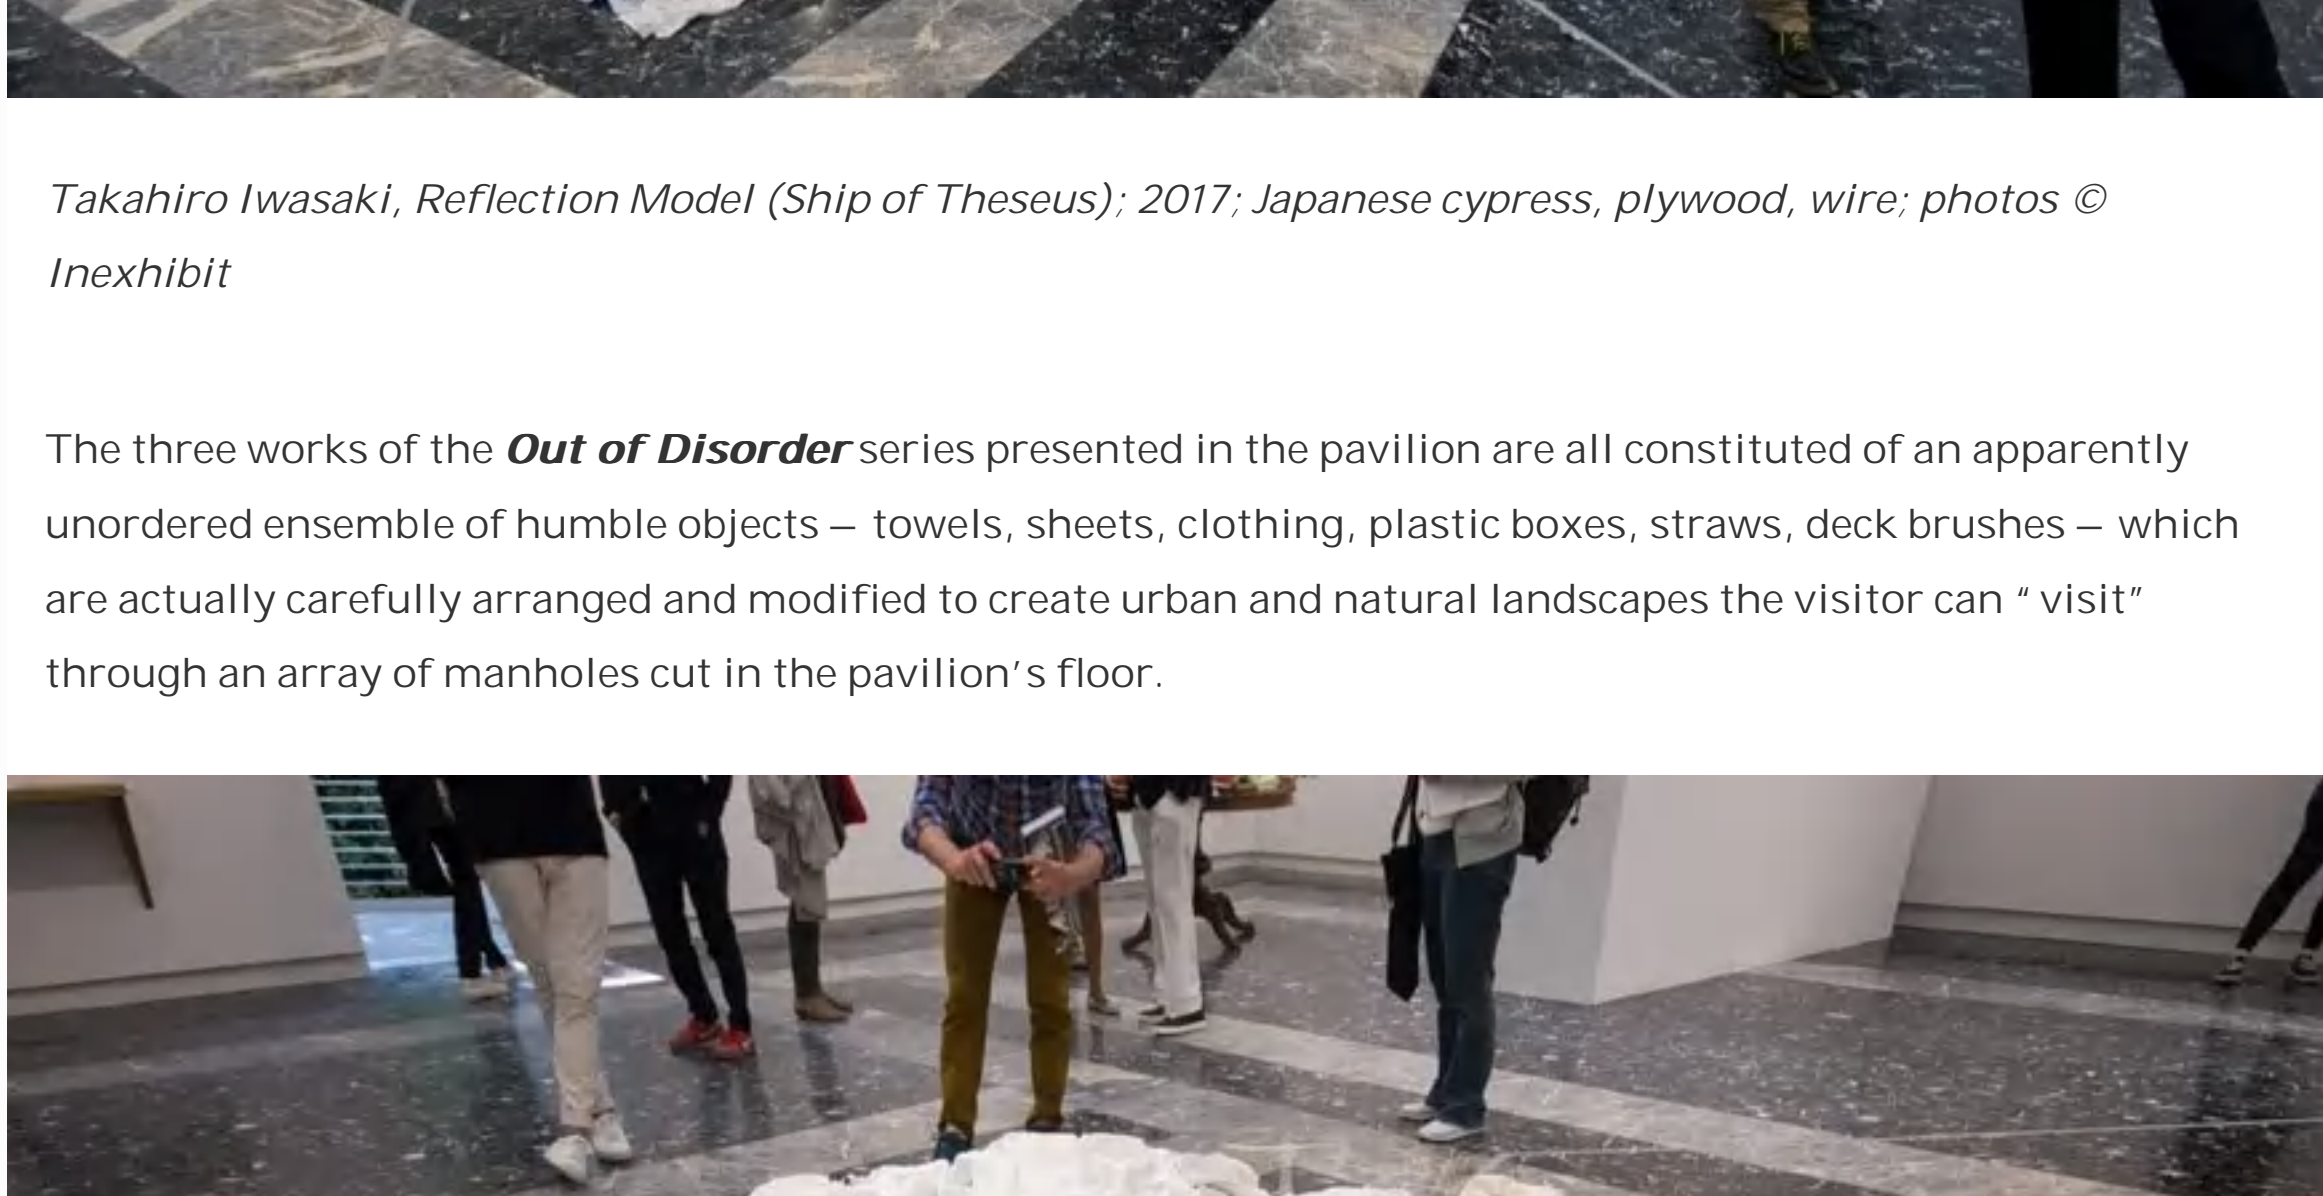 Takahiro Iwasaki, Reflection Model (Ship of Theseus); 2017; Japanese cypress, plywood, wire; photos ©
Inexhibit
The three works of the Out of Disorder series presented in the pavilion are all constituted of an apparently
unordered ensemble of humble objects – towels, sheets, clothing, plastic boxes, straws, deck brushes – which
are actually carefully arranged and modified to create urban and natural landscapes the visitor can “ visit”
through an array of manholes cut in the pavilion’s floor.